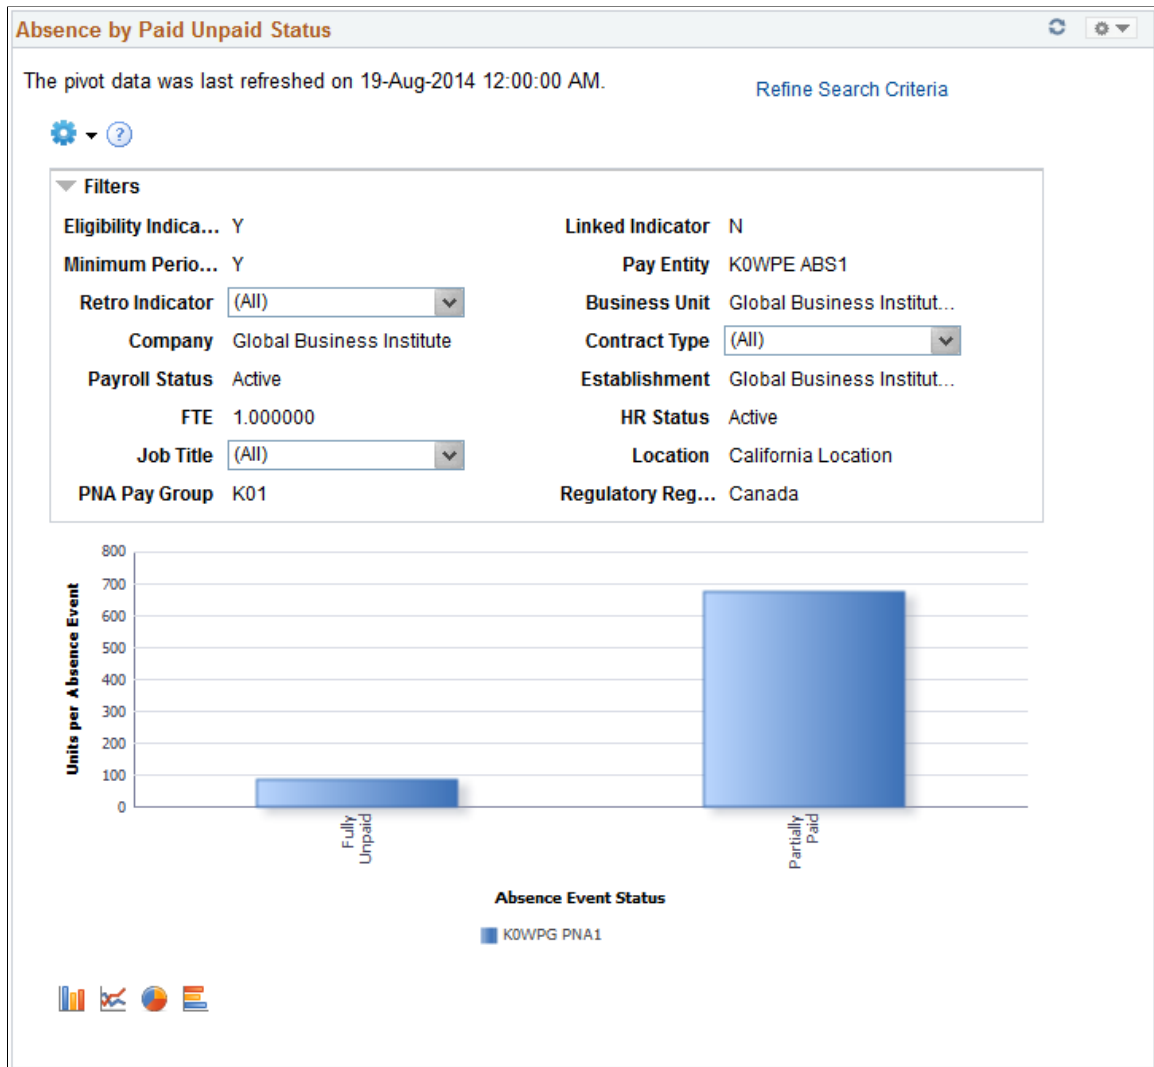 Absence by Paid Unpaid Status
The pivot data was last refreshed on 19-Aug-2014 12:00:00 AM.
Refine Search Criteria
?
Filters
Eligibility Indica... Y
Linked Indicator N
Minimum Perio... Y
Pay Entity K0WPE ABS1
Retro Indicator (All)
Business Unit Global Business Institut...
Company Global Business Institute
Contract Type (All)
Payroll Status Active
Establishment Global Business Institut...
FTE 1.000000
HR Status Active
Job Title (All)
Location California Location
PNA Pay Group K01
Regulatory Reg... Canada
Units per Absence Event
800
700
600
500
400
300
200
100
0
Fully
Unpaid
Partially
Paid
Absence Event Status
K0WPG PNA1